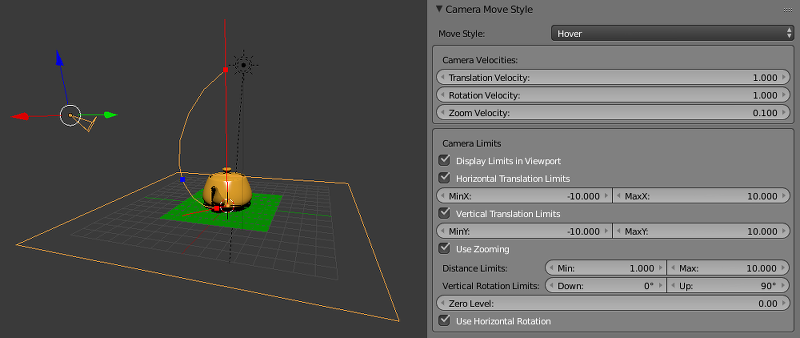 Camera Move Style
Move Style: Hover
Camera Velocities:
Translation Velocity: 1.000
Rotation Velocity: 1.000
Zoom Velocity: 0.100
Camera Limits
Display Limits in Viewport
Horizontal Translation Limits
MinX: -10.000 MaxX: 10.000
Vertical Translation Limits
MinY: -10.000 MaxY: 10.000
Use Zooming
Distance Limits: Min: 1.000 Max: 10.000
Vertical Rotation Limits: Down: 0° Up: 90°
Zero Level: 0.00
Use Horizontal Rotation